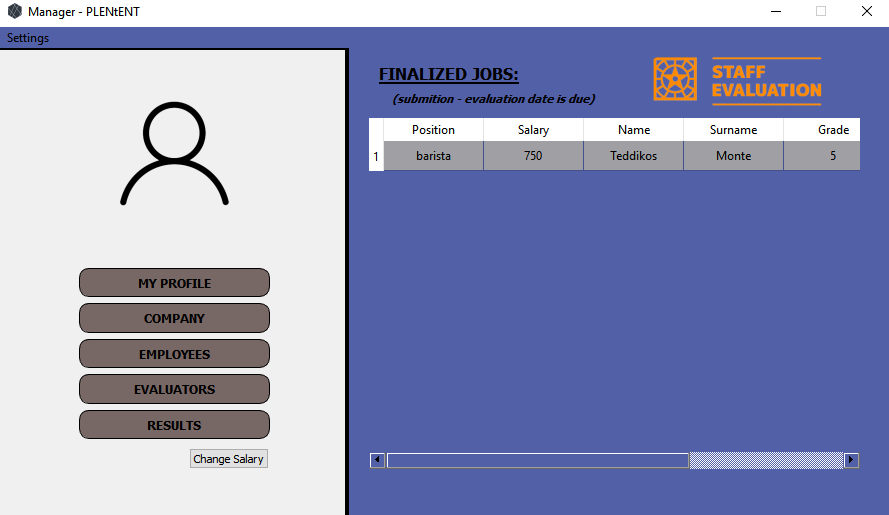 Manager - PLENtENT
Settings
MY PROFILE
COMPANY
EMPLOYEES
EVALUATORS
RESULTS
Change Salary
FINALIZED JOBS:
(submition - evaluation date is due)
STAFF
EVALUATION
Position Salary Name Surname Grade
1 barista 750 Teddikos Monte 5